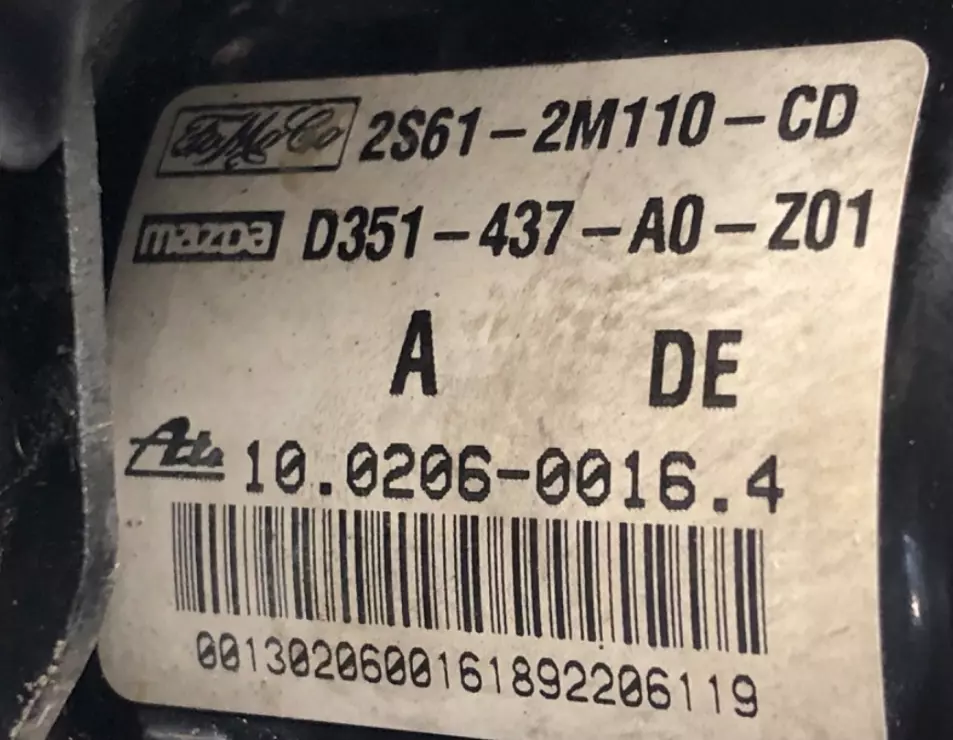 FoMoCo 2S61-2M110-CD
mazda D351-437-A0-Z01
A DE
Ate 10.0206-0016.4
0013020600161892206119